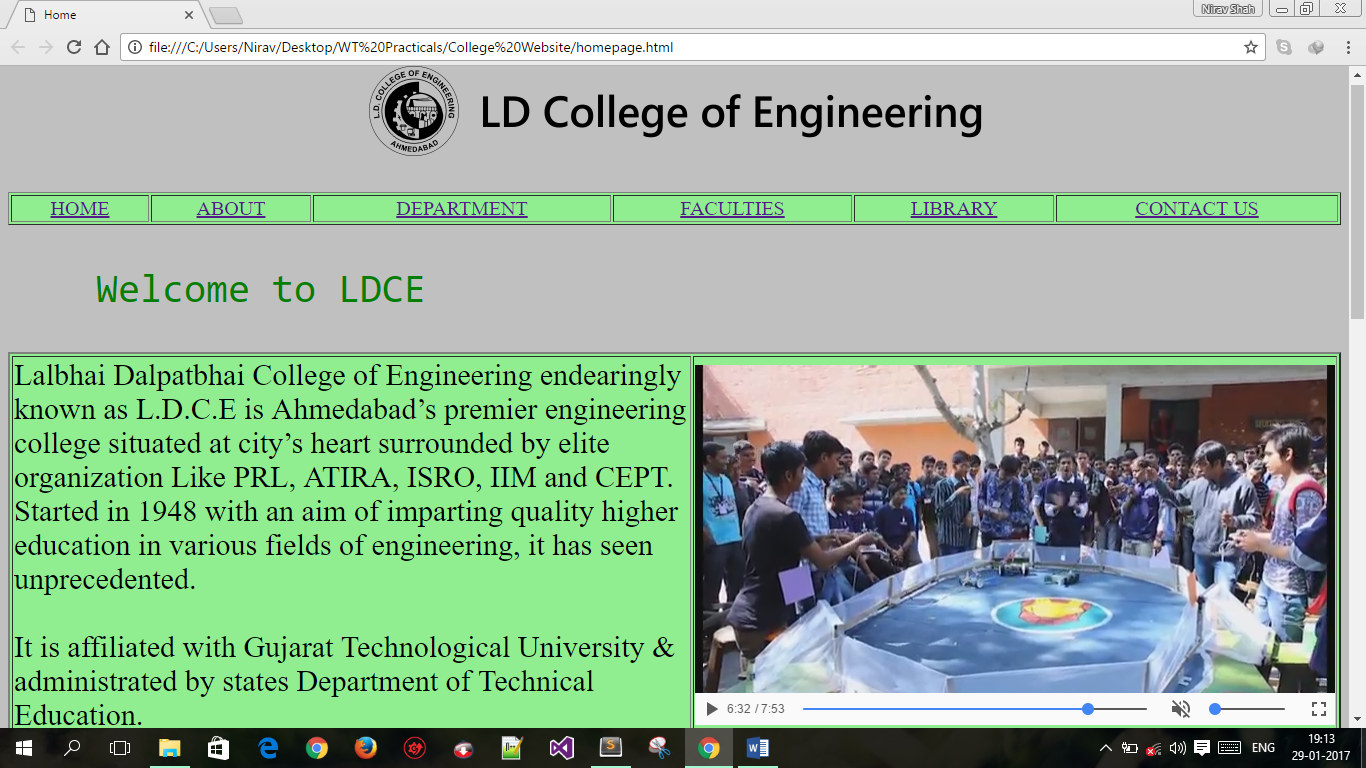 Home
Nirav Shah
file:///C:/Users/Nirav/Desktop/WT%20Practicals/College%20Website/homepage.html
L.D. COLLEGE OF ENGINEERING
AHMEDABAD
LD College of Engineering
HOME ABOUT DEPARTMENT FACULTIES LIBRARY CONTACT US
Welcome to LDCE
Lalbhai Dalpatbhai College of Engineering endearingly
known as L.D.C.E is Ahmedabad’s premier engineering
college situated at city’s heart surrounded by elite
organization Like PRL, ATIRA, ISRO, IIM and CEPT.
Started in 1948 with an aim of imparting quality higher
education in various fields of engineering, it has seen
unprecedented.
It is affiliated with Gujarat Technological University &
administrated by states Department of Technical
Education.
6:32 / 7:53
ENG
19:13
29-01-2017